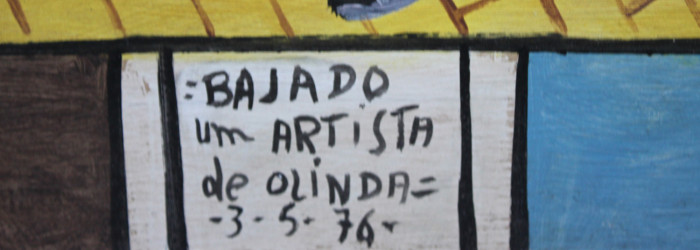 =BAJADO
um ARTiSTA
de OLiNDA=
-3-5-76-